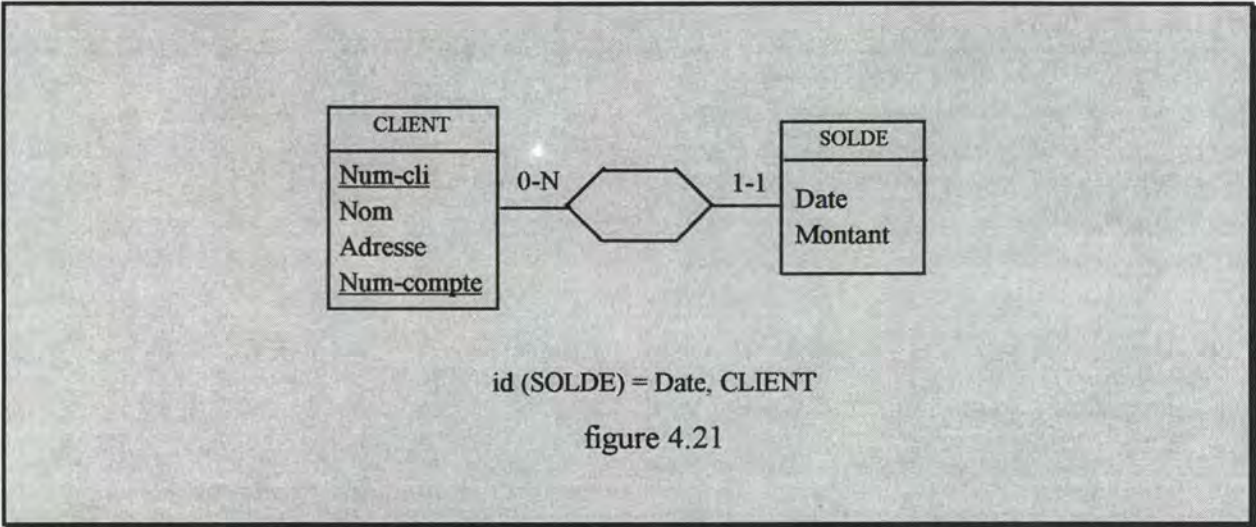 CLIENT
Num-cli
Nom
Adresse
Num-compte
0-N
1-1
SOLDE
Date
Montant
id (SOLDE) = Date, CLIENT
figure 4.21